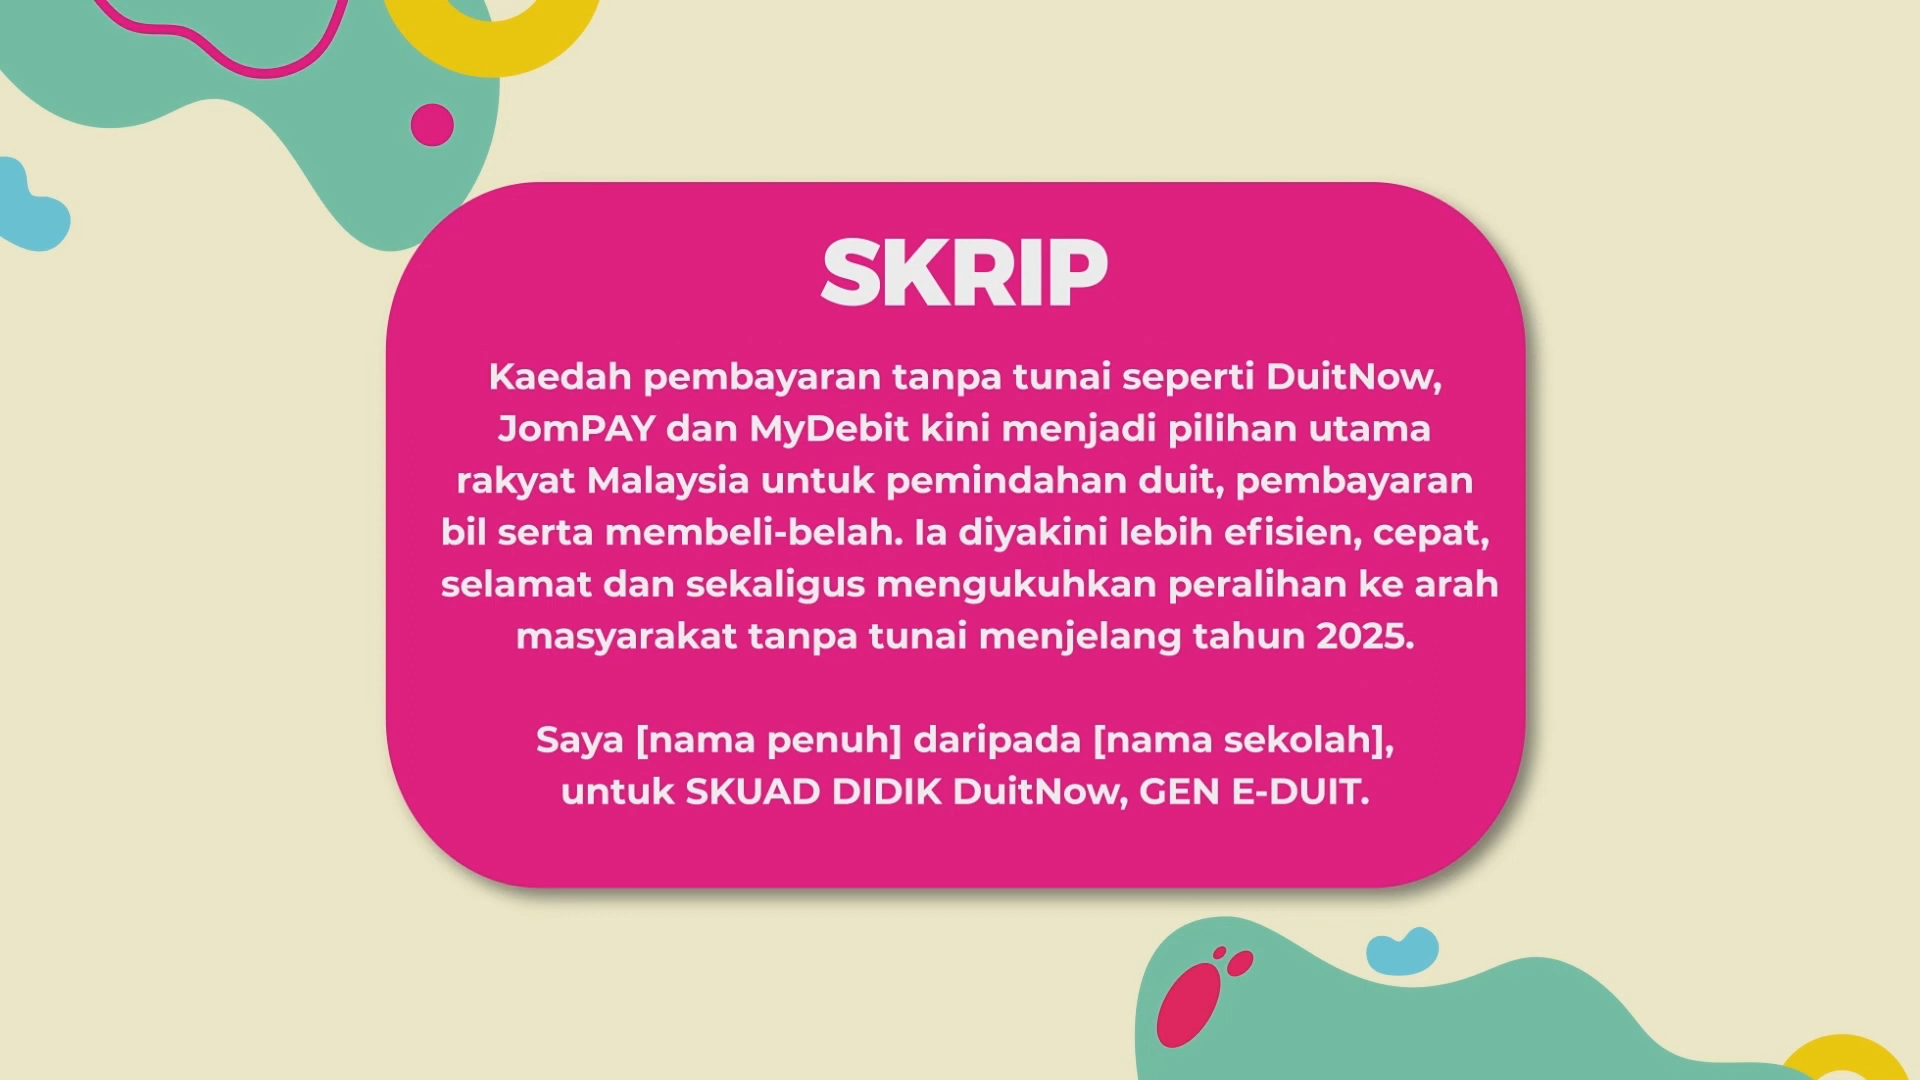 SKRIP
Kaedah pembayaran tanpa tunai seperti DuitNow,
JomPAY dan MyDebit kini menjadi pilihan utama
rakyat Malaysia untuk pemindahan duit, pembayaran
bil serta membeli-belah. Ia diyakini lebih efisien, cepat,
selamat dan sekaligus mengukuhkan peralihan ke arah
masyarakat tanpa tunai menjelang tahun 2025.
Saya [nama penuh] daripada [nama sekolah],
untuk SKUAD DIDIK DuitNow, GEN E-DUIT.